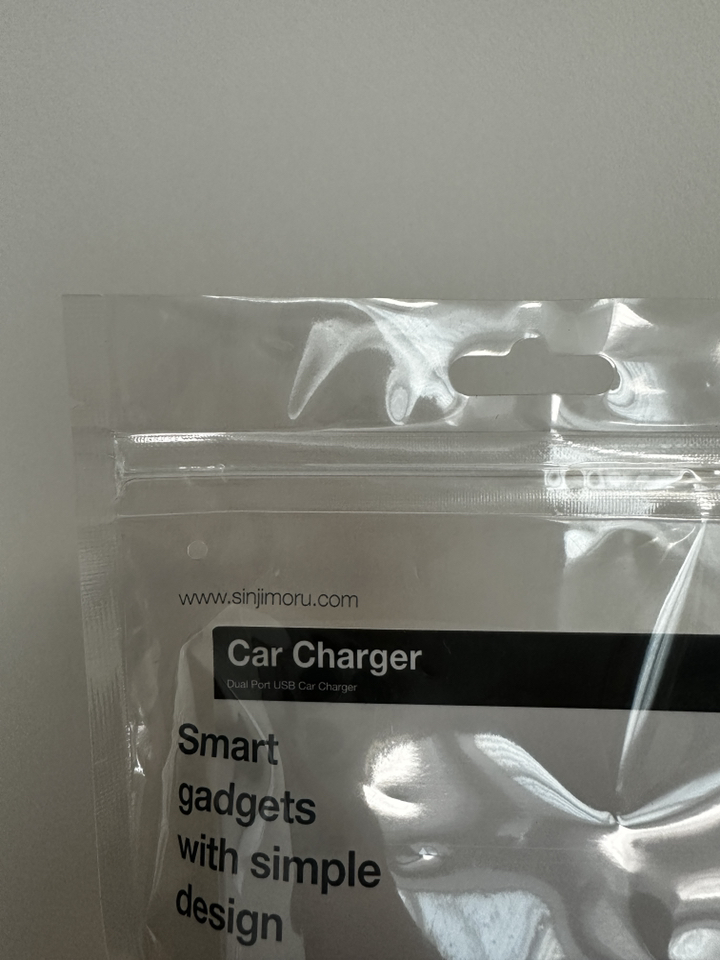 www.sinjimoru.com
Car Charger
Dual Port USB Car Charger
Smart
gadgets
with simple
design